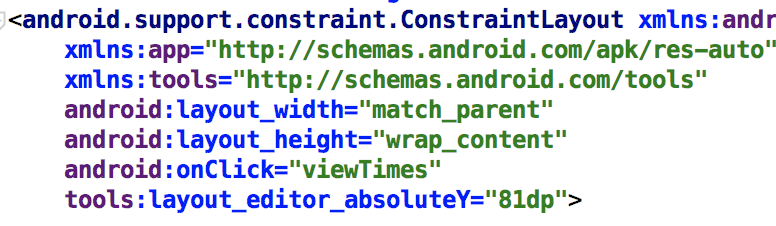 <android.support.constraint.ConstraintLayout xmlns:andr
xmlns:app="http://schemas.android.com/apk/res-auto"
xmlns:tools="http://schemas.android.com/tools"
android:layout_width="match_parent"
android:layout_height="wrap_content"
android:onClick="viewTimes"
tools:layout_editor_absoluteY="81dp">